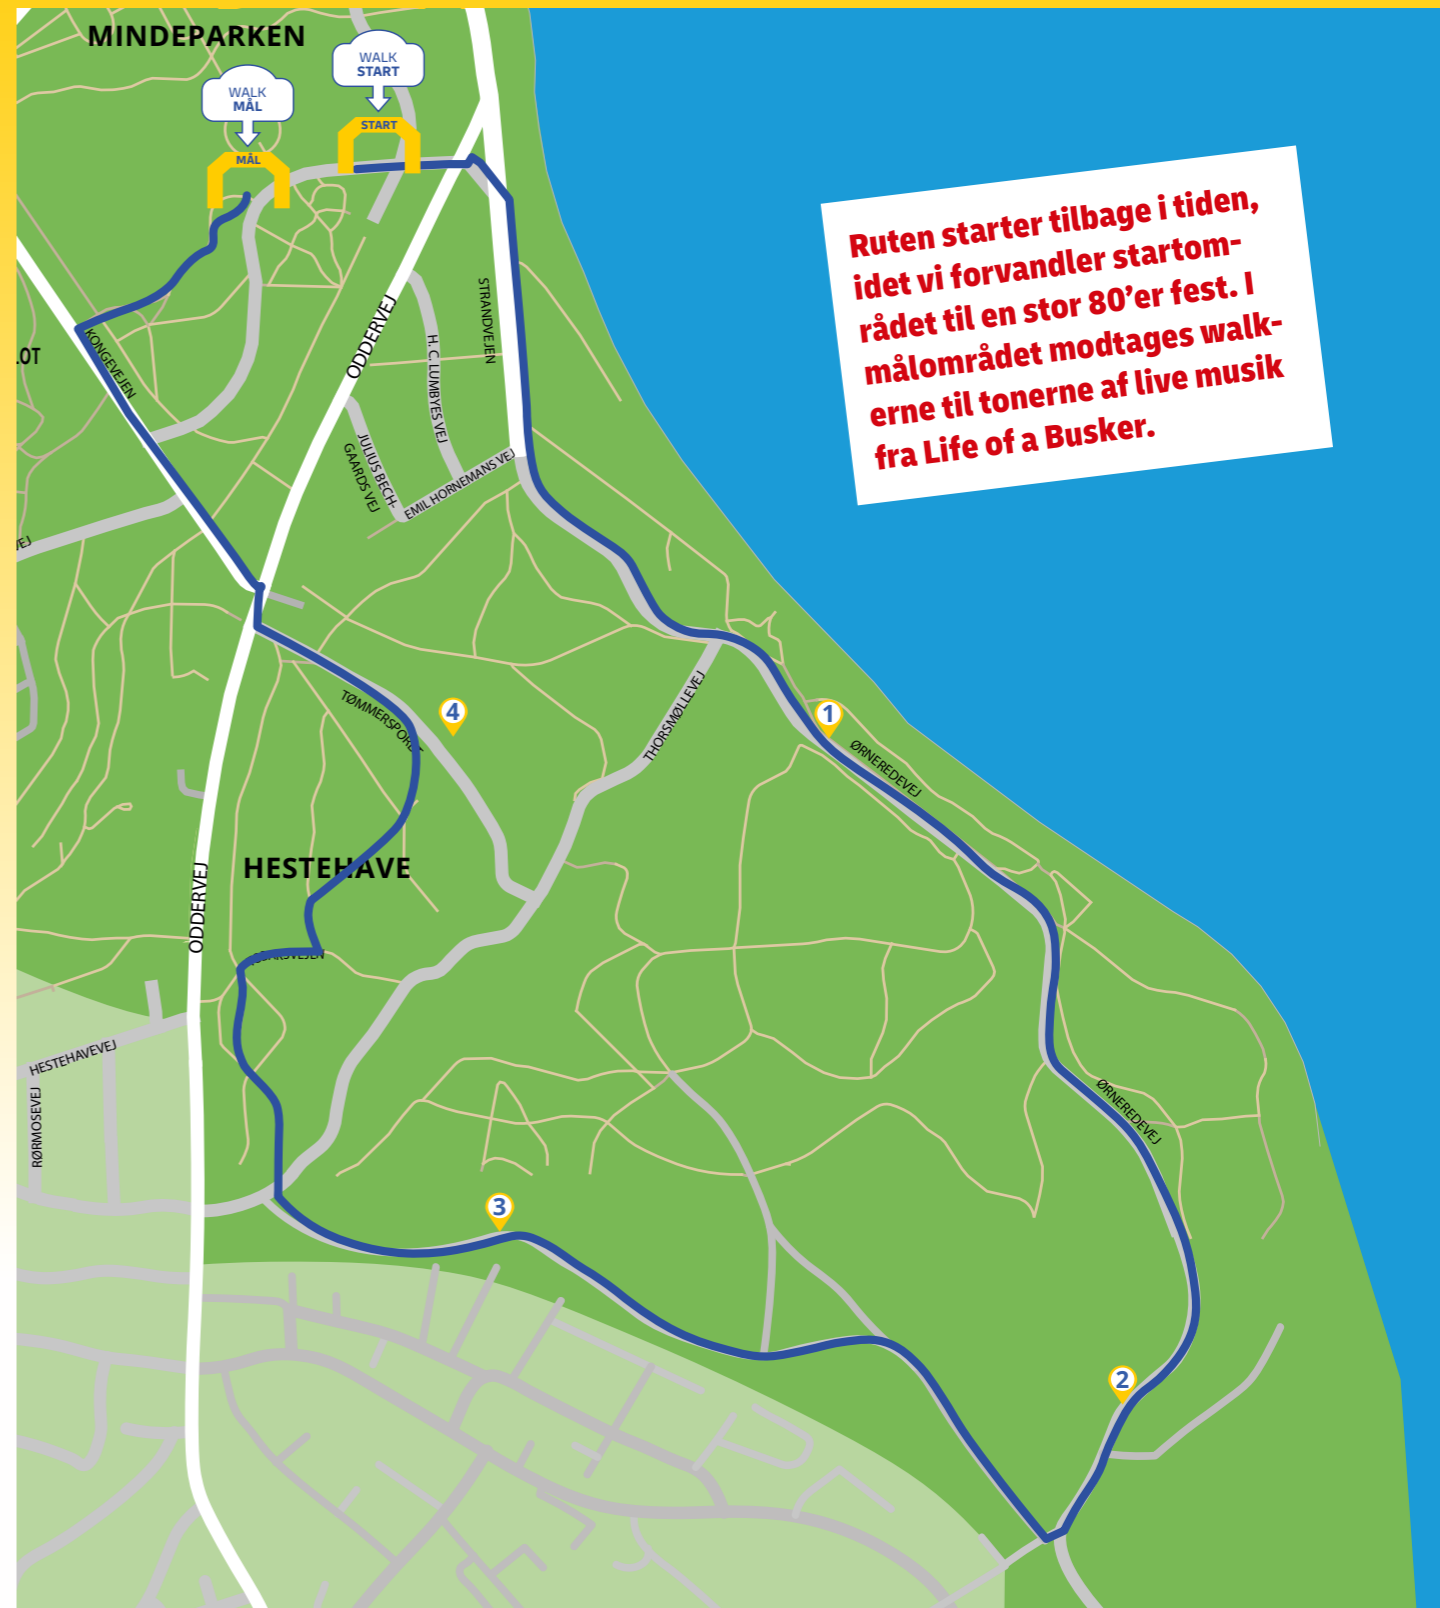 MINDEPARKEN
WALK
START
WALK
MÅL
START
MÅL
Ruten starter tilbage i tiden,
idet vi forvandler startom-
rådet til en stor 80’er fest. I
målområdet modtages walk-
erne til tonerne af live musik
fra Life of a Busker.
STRANDVEJEN
ODDERVEJ
H. C. LUMBYES VEJ
KONGEVEJEN
LOT
JULIUS BECH-
GAARDS VEJ
EMIL HORNEMANS VEJ
VEJ
THORSMØLLEVEJ
TØMMERSPORET
4
1
ØRNEREDEVEJ
HESTEHAVE
ODDERVEJ
HESTEHAVEVEJ
RØRMOSEVEJ
ØRNEREDEVEJ
3
2